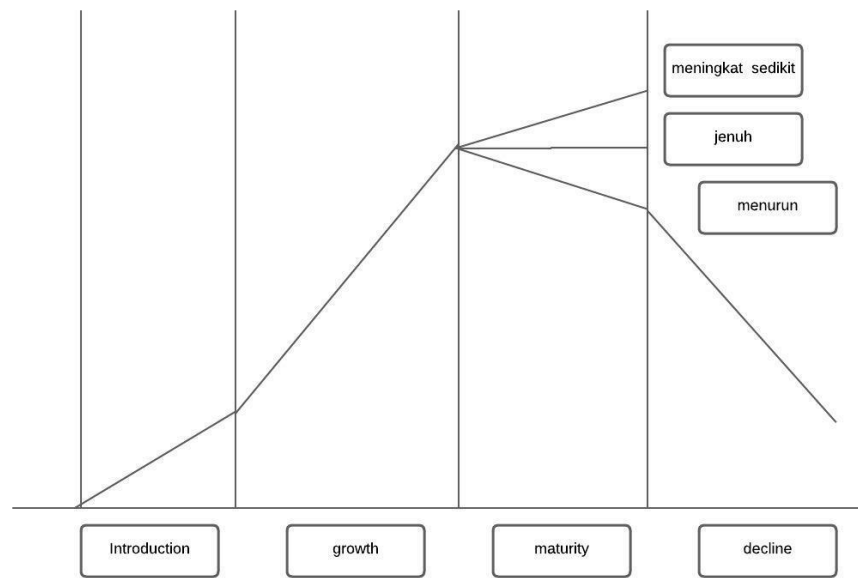 meningkat sedikit
jenuh
menurun
Introduction
growth
maturity
decline